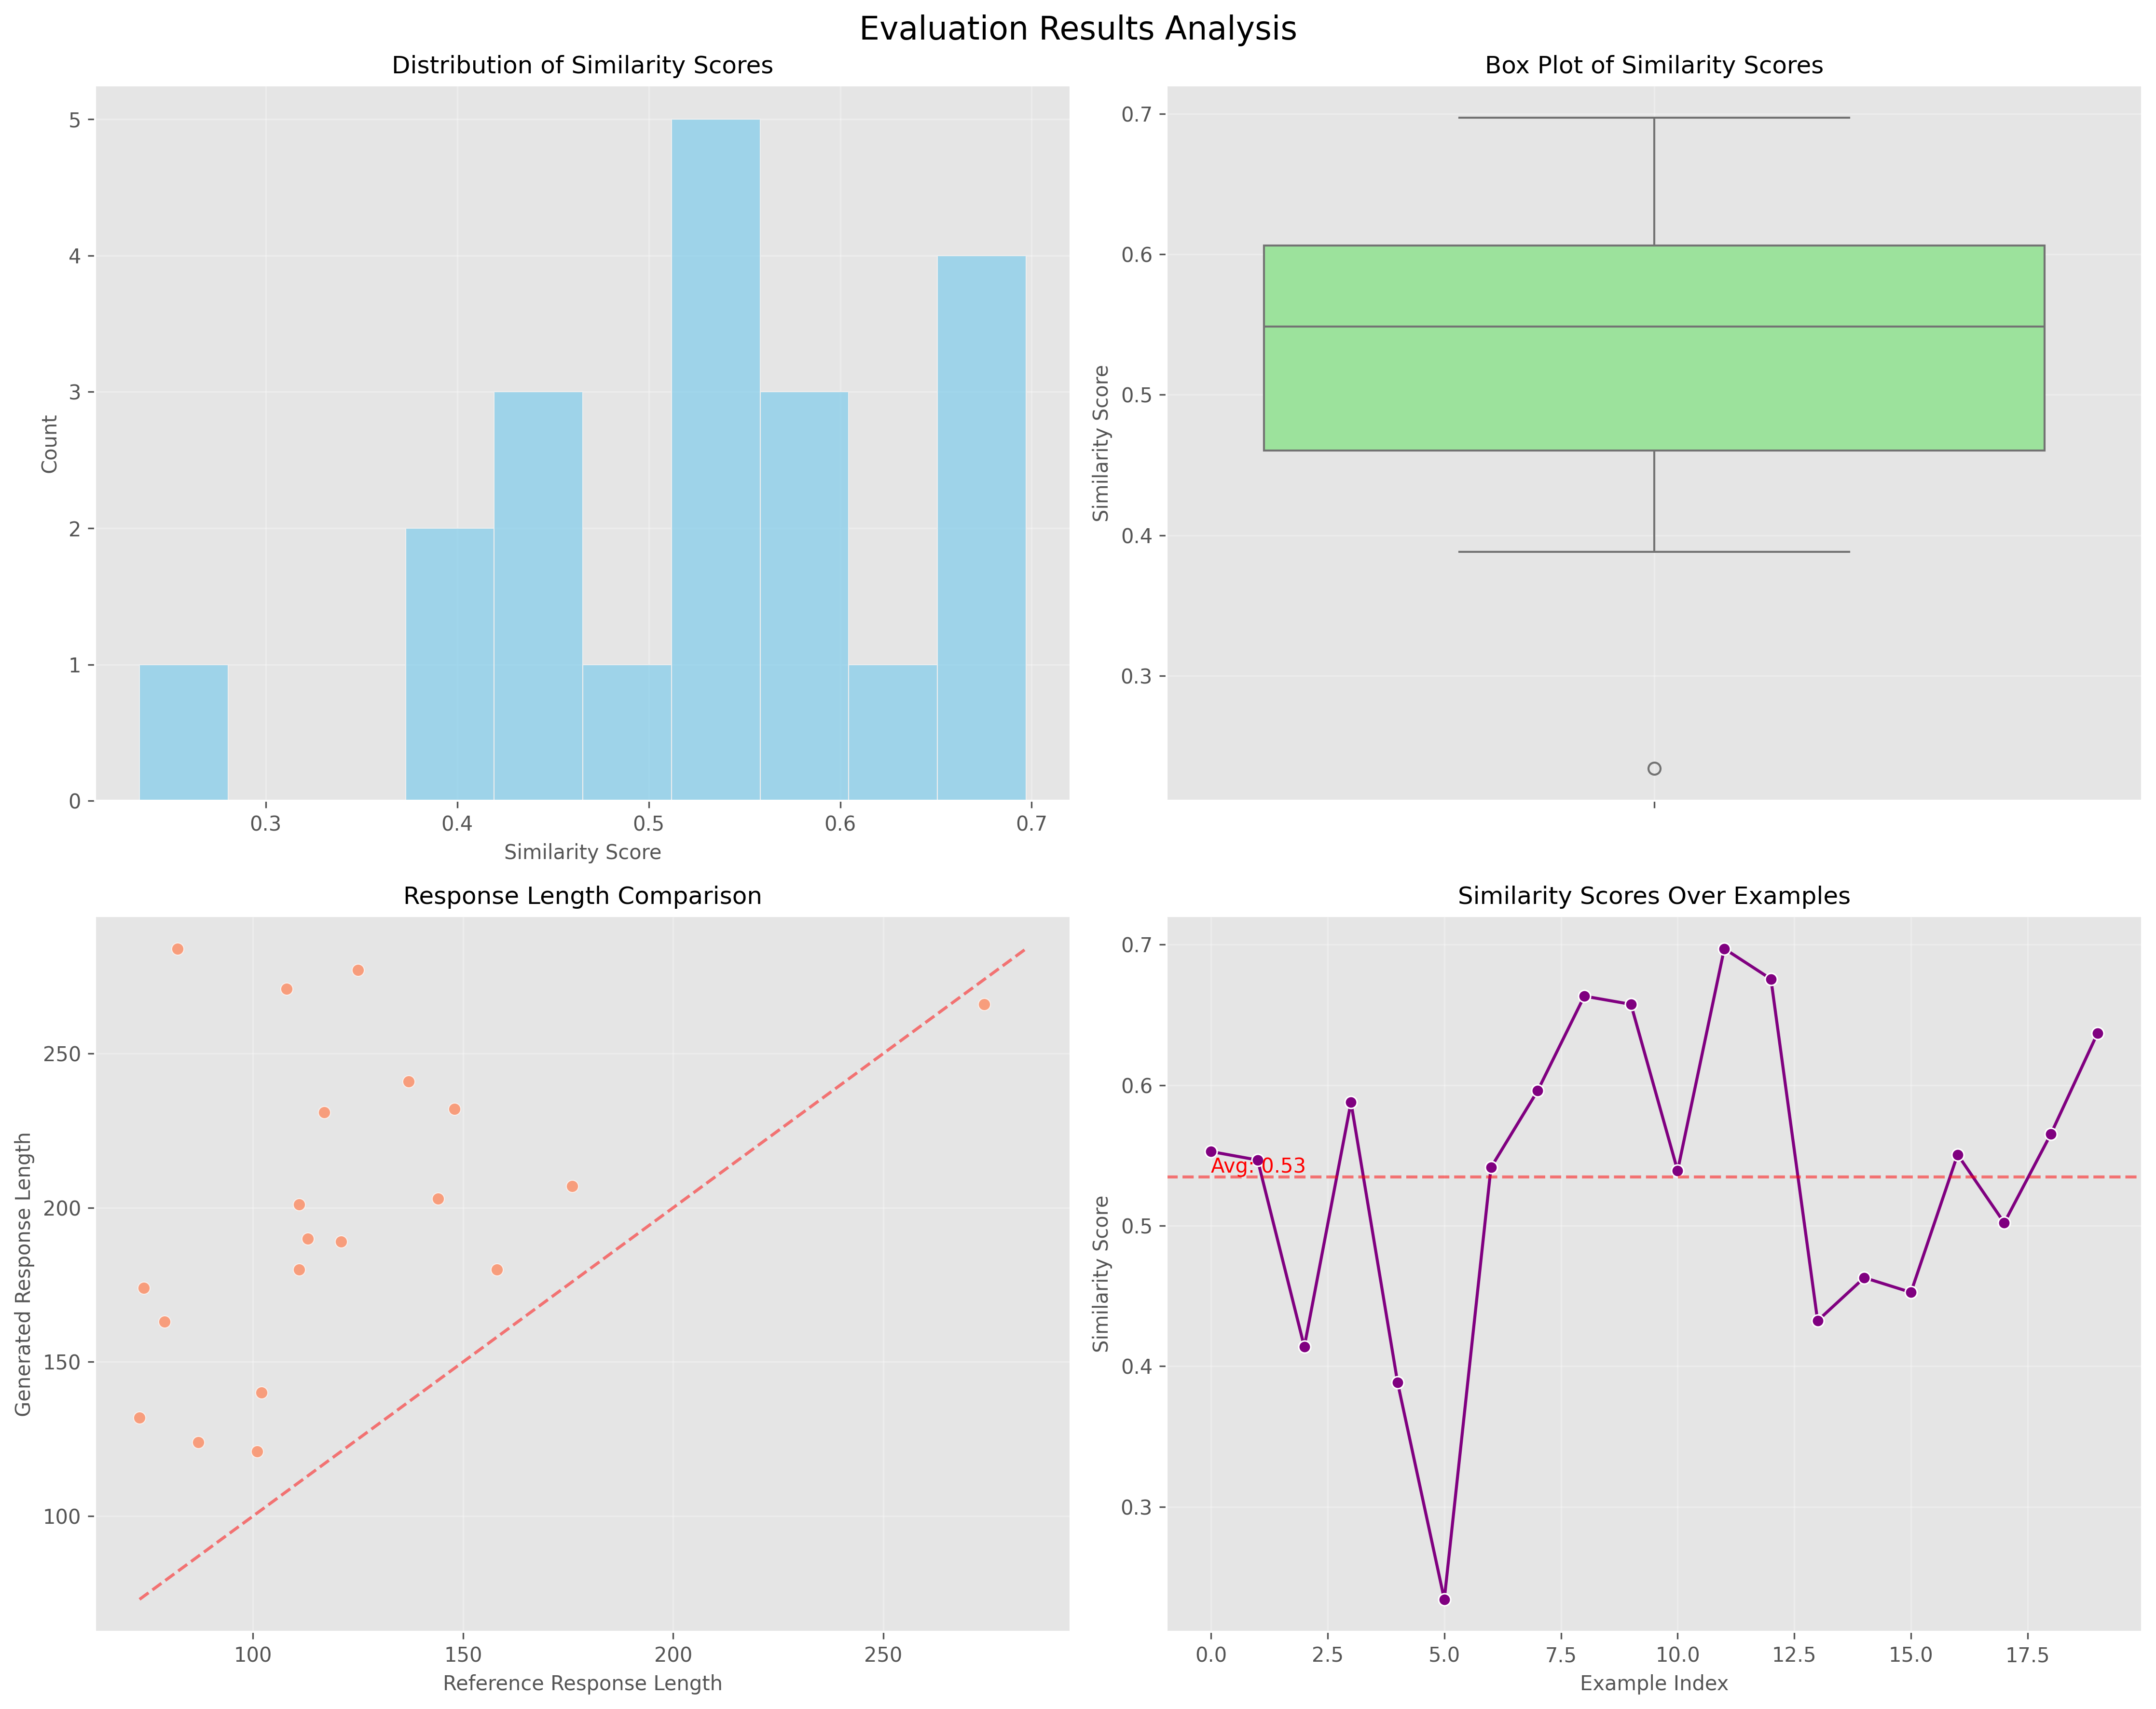 Evaluation Results Analysis
Distribution of Similarity Scores
Count
5
4
3
2
1
0
0.3 0.4 0.5 0.6 0.7
Similarity Score
Box Plot of Similarity Scores
Similarity Score
0.7
0.6
0.5
0.4
0.3
Response Length Comparison
Generated Response Length
250
200
150
100
100 150 200 250
Reference Response Length
Similarity Scores Over Examples
Similarity Score
0.7
0.6
0.5
0.4
0.3
Avg: 0.53
0.0 2.5 5.0 7.5 10.0 12.5 15.0 17.5
Example Index